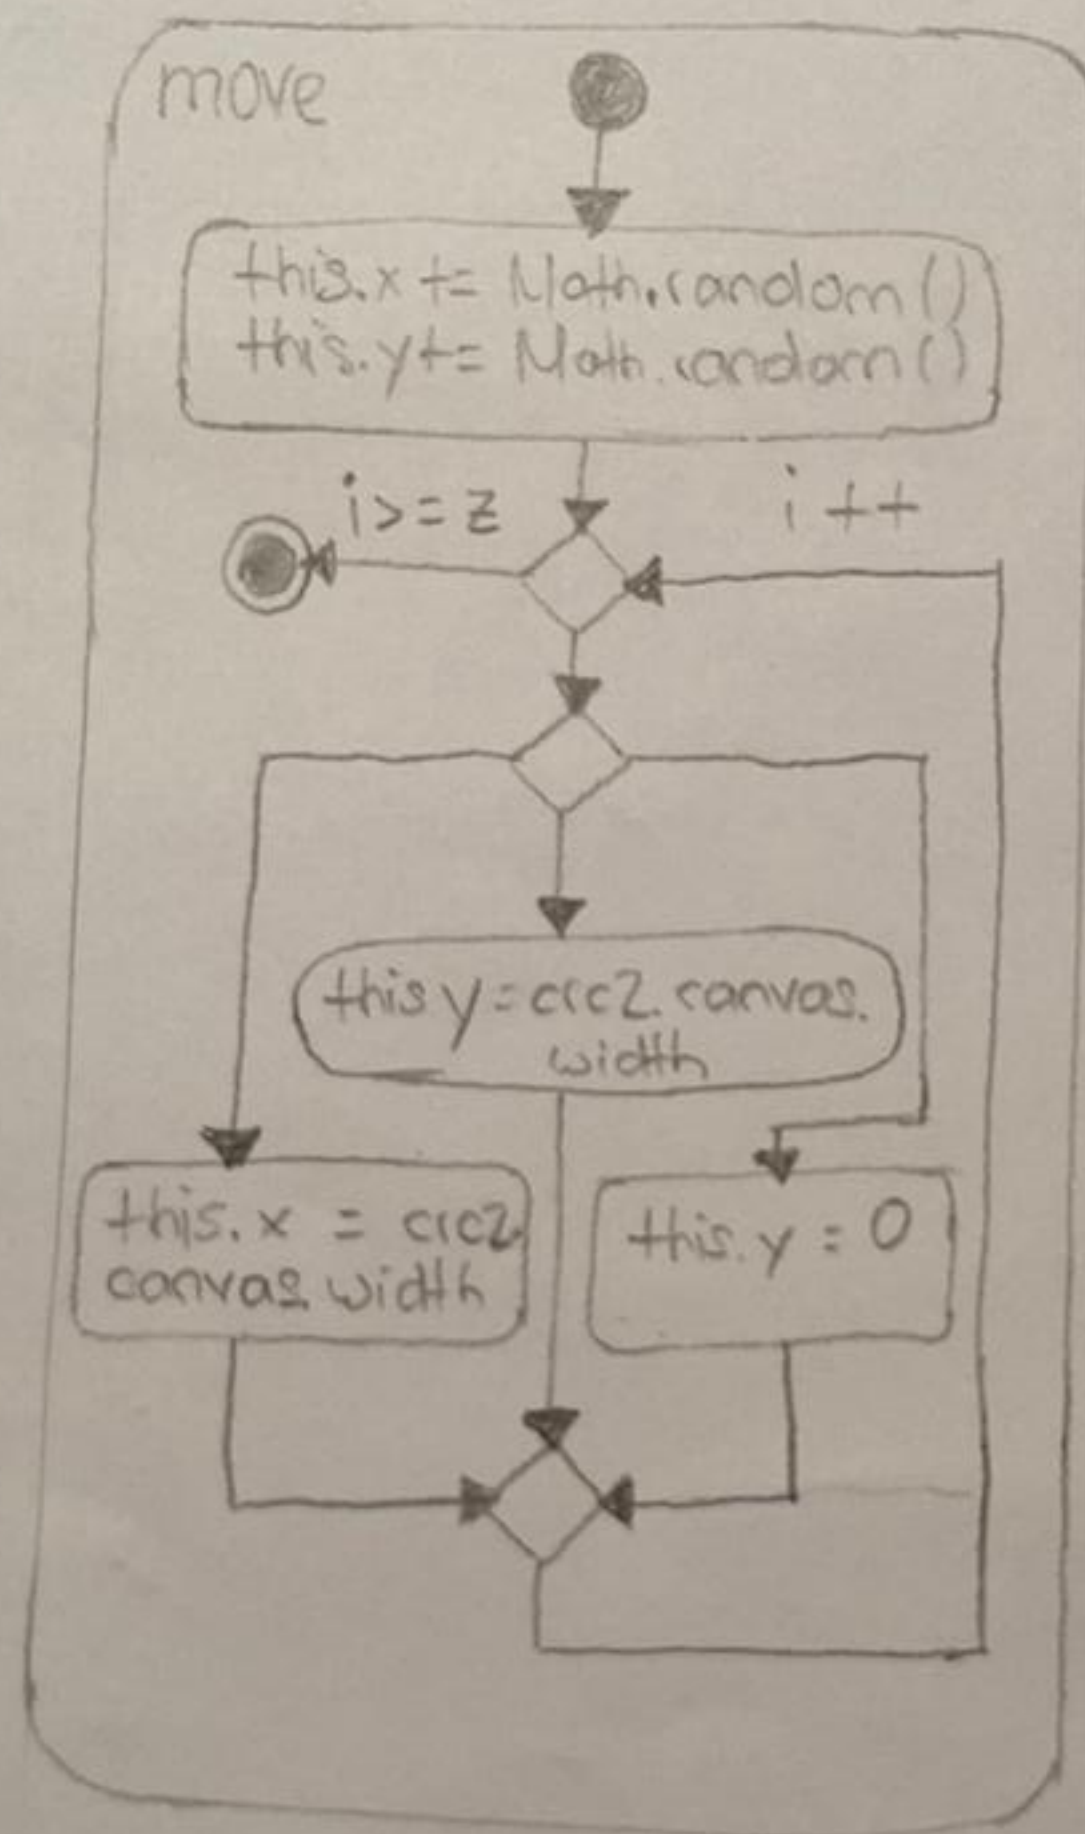 move
this.x += Math.random()
this.y += Math.random()
i>=z
i ++
this y = crc2. canvas.
width
this.x = crc2
canvas. width
this.y = 0